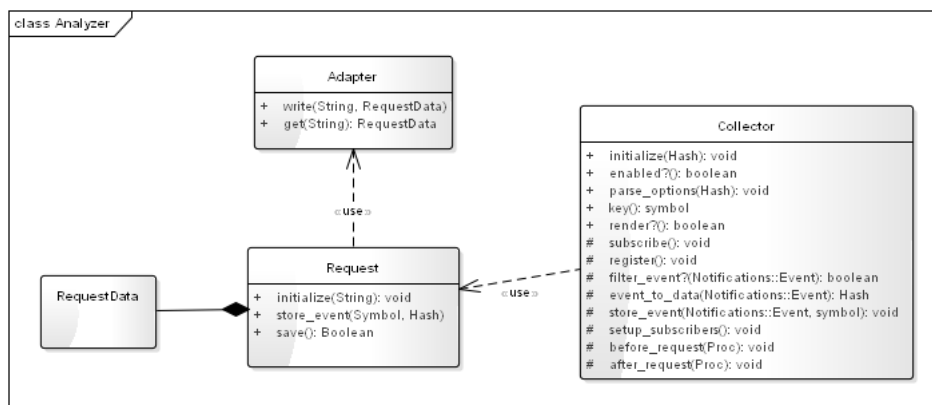 class Analyzer
Adapter
+ write(String, RequestData)
+ get(String): RequestData
«use»
Collector
+ initialize(Hash): void
+ enabled?(): boolean
+ parse_options(Hash): void
+ key(): symbol
+ render?(): boolean
# subscribe(): void
# register(): void
# filter_event?(Notifications::Event): boolean
# event_to_data(Notifications::Event): Hash
# store_event(Notifications::Event, symbol): void
# setup_subscribers(): void
# before_request(Proc): void
# after_request(Proc): void
«use»
Request
+ initialize(String): void
+ store_event(Symbol, Hash)
+ save(): Boolean
RequestData